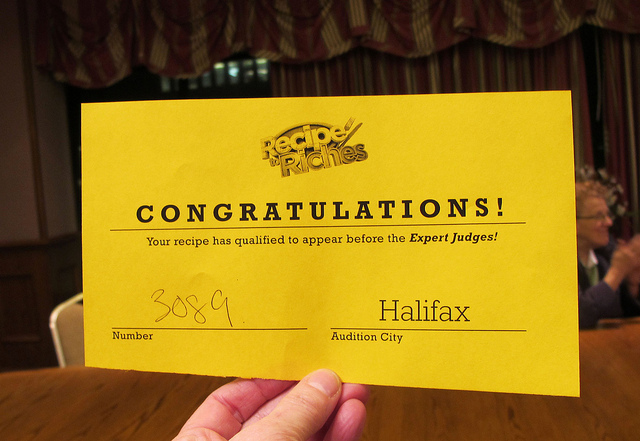 Recipe
to Riches
CONGRATULATIONS!
Your recipe has qualified to appear before the Expert Judges!
3089 Halifax
Number Audition City